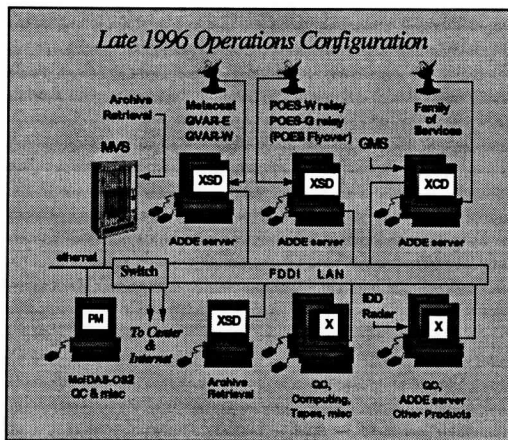 Late 1996 Operations Configuration
Archive
Retrieval
MVS
Meteosat
GVAR-E
GVAR-W
POES-W relay
POES-G relay
(POES Flyover)
Family
of
Services
GMS
XSD
XSD
XCD
ADDE server
ADDE server
ADDE server
ethernet
Switch
FDDI LAN
PM
To Center
&
Internet
XSD
X
IDD
Radar
X
McIDAS-OS2
QC & misc
Archive
Retrieval
QC,
Computing,
Tapes, misc
QC,
ADDE server
Other Products